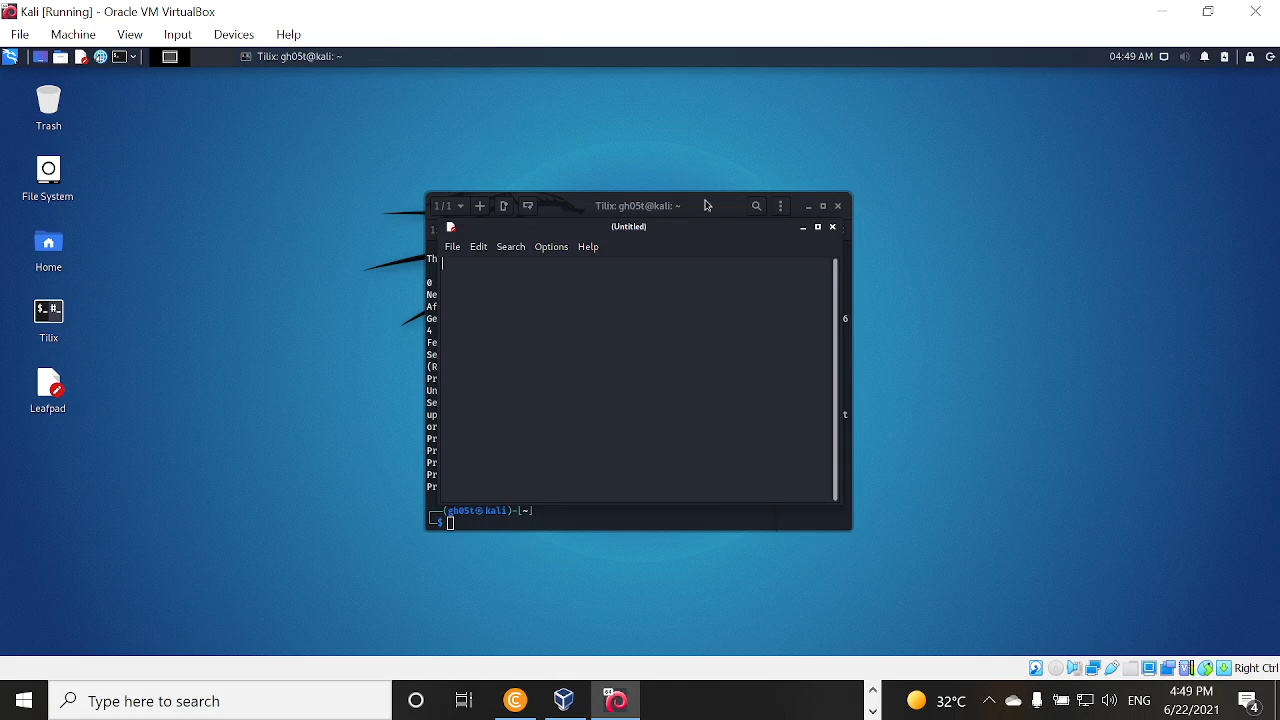 Kali [Running] - Oracle VM VirtualBox
File Machine View Input Devices Help
Tilix: gh05t@kali: ~
04:49 AM
Trash
File System
Home
Tilix
Leafpad
1/1
Tilix: gh05t@kali: ~
1:
(Untitled)
File Edit Search Options Help
Th
0
Ne
Af
Ge 6
4
Fe
Se
(R
Pr
Un
Se
up t
or
Pr
Pr
Pr
Pr
Pr
(gh05t㉿kali)-[~]
$
Right Ctrl
Type here to search
32°C
ENG
4:49 PM
6/22/2021
4